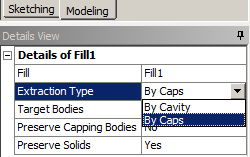 Sketching Modeling
Details View
Details of Fill1
Fill Fill1
Extraction Type By Caps
Target Bodies By Cavity
By Caps
Preserve Capping Bodies No
Preserve Solids Yes